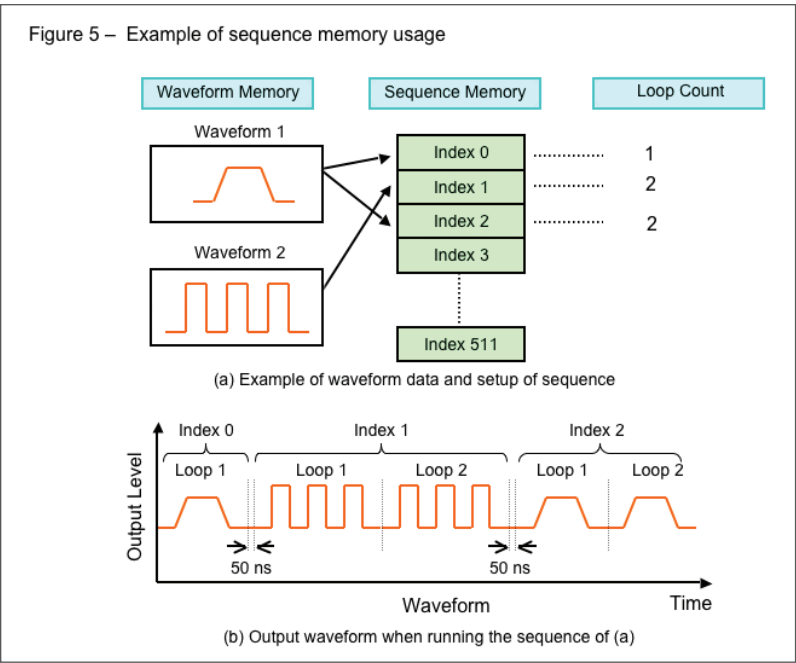 Figure 5 – Example of sequence memory usage
Waveform Memory
Sequence Memory
Loop Count
Waveform 1
Index 0
1
Index 1
2
Index 2
2
Waveform 2
Index 3
Index 511
(a) Example of waveform data and setup of sequence
Output Level
Index 0
Index 1
Index 2
Loop 1
Loop 1
Loop 2
Loop 1
Loop 2
50 ns
50 ns
Waveform
Time
(b) Output waveform when running the sequence of (a)